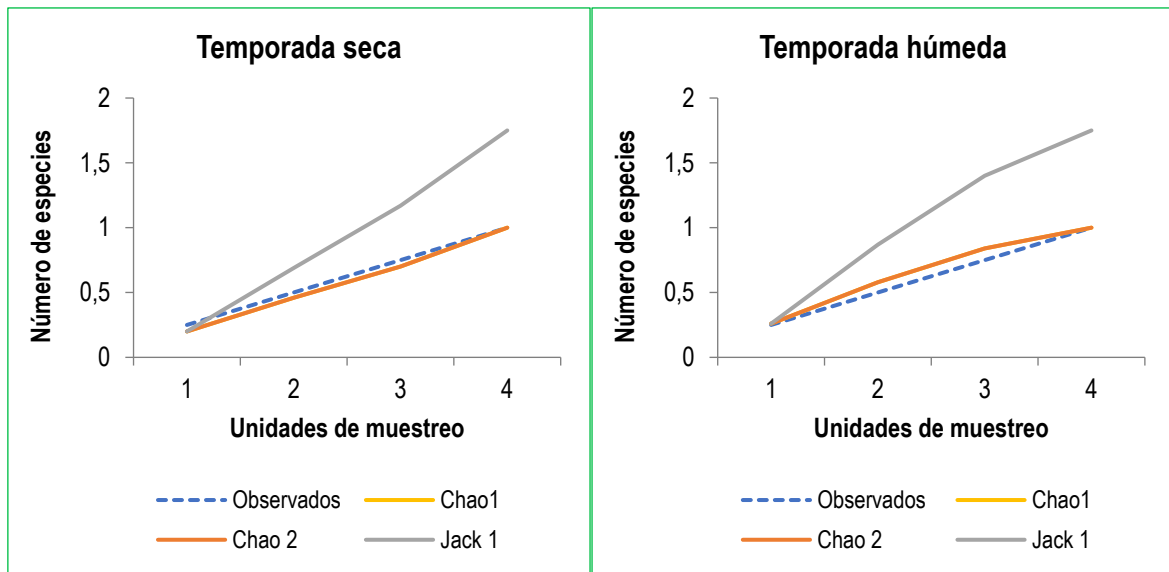 Temporada seca
Número de especies
2
1,5
1
0,5
0
1 2 3 4
Unidades de muestreo
Observados Chao1
Chao 2 Jack 1
Temporada húmeda
Número de especies
2
1,5
1
0,5
0
1 2 3 4
Unidades de muestreo
Observados Chao1
Chao 2 Jack 1